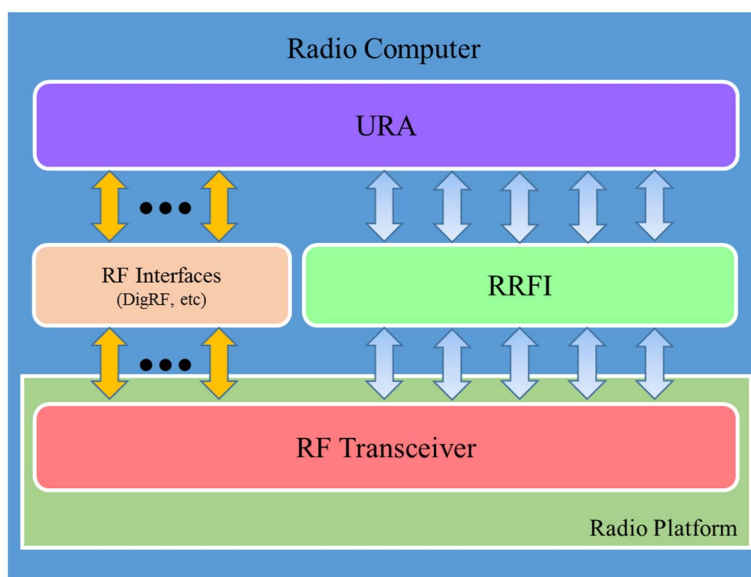 Radio Computer
URA
RF Interfaces
(DigRF, etc)
RRFI
RF Transceiver
Radio Platform